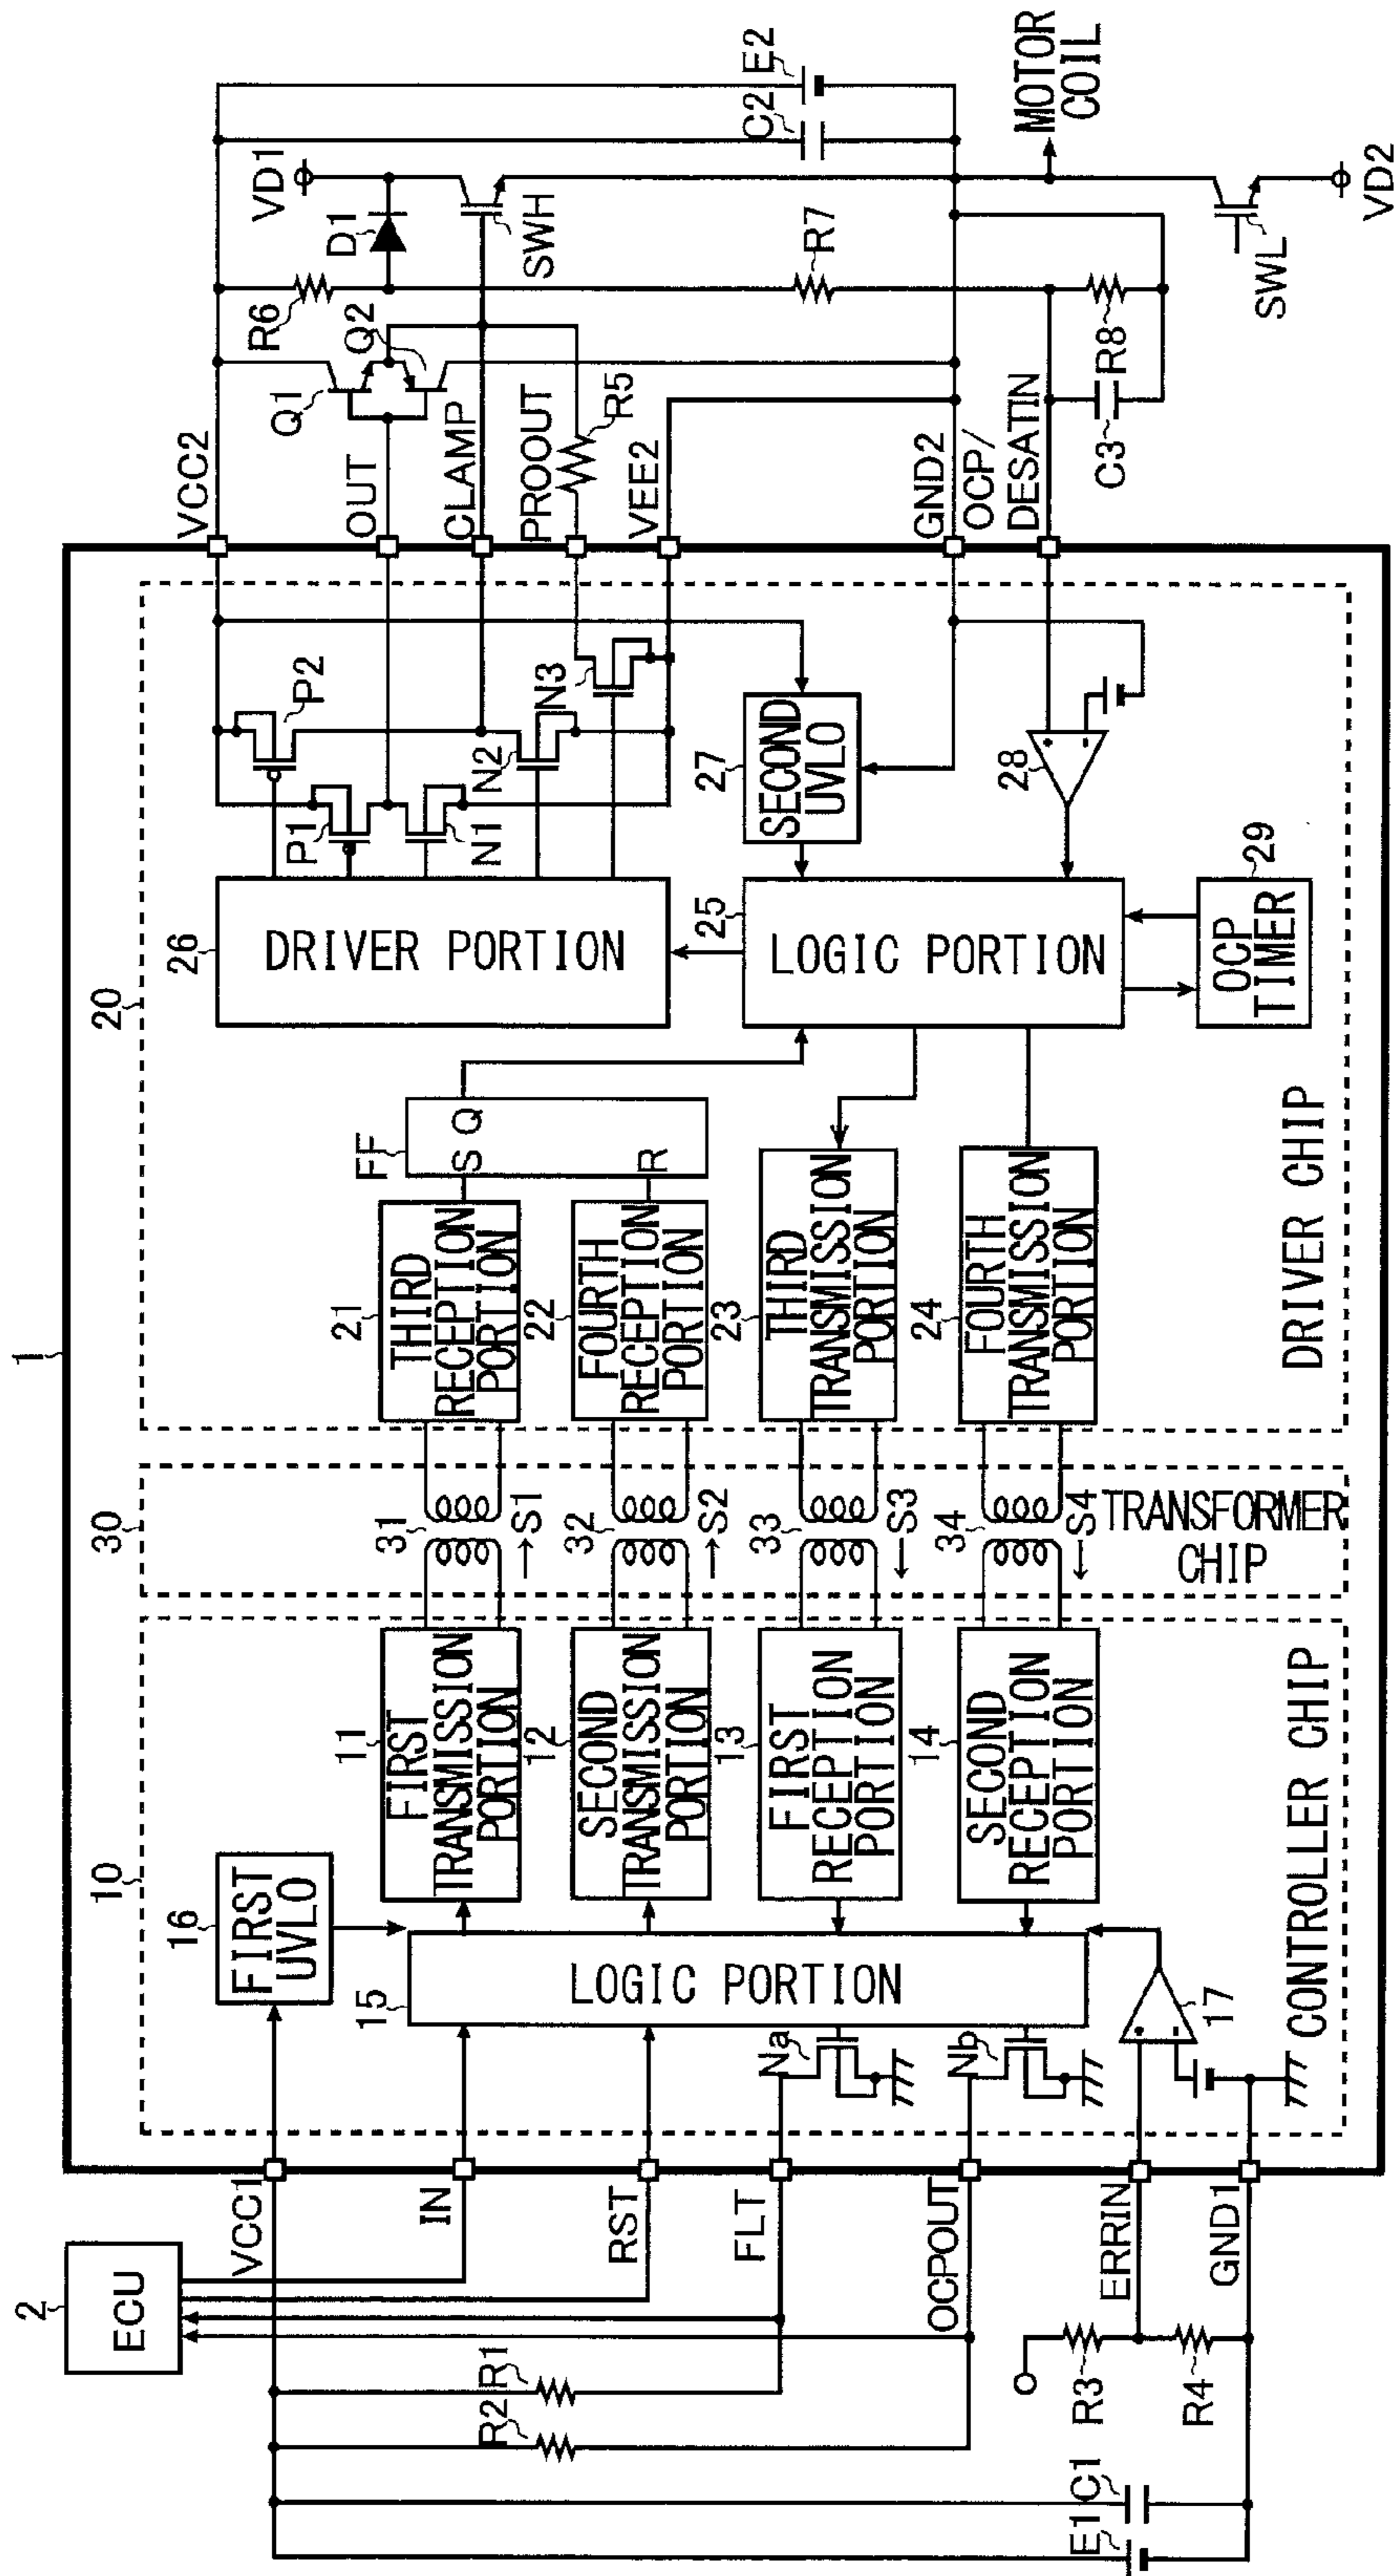 1
2
ECU
VCC1
IN
RST
FLT
OCPOUT
ERRIN
GND1
R1
R2
R3
R4
C1
E1
10
16
FIRST
UVLO
15
LOGIC PORTION
11
FIRST
TRANSMISSION
PORTION
12
SECOND
TRANSMISSION
PORTION
13
FIRST
RECEPTION
PORTION
14
SECOND
RECEPTION
PORTION
Na
Nb
17
CONTROLLER CHIP
30
31
→S1
32
→S2
33
←S3
34
←S4
TRANSFORMER
CHIP
20
21
THIRD
RECEPTION
PORTION
22
FOURTH
RECEPTION
PORTION
23
THIRD
TRANSMISSION
PORTION
24
FOURTH
TRANSMISSION
PORTION
FF
S Q
R
26
DRIVER PORTION
25
LOGIC PORTION
27
SECOND
UVLO
28
+
-
29
OCP
TIMER
P1
P2
N1
N2
N3
DRIVER CHIP
VCC2
OUT
CLAMP
PROOUT
VEE2
GND2
OCP/
DESATIN
Q1
Q2
R5
R6
D1
VD1
SWH
R7
R8
C3
C2
E2
MOTOR
COIL
SWL
VD2